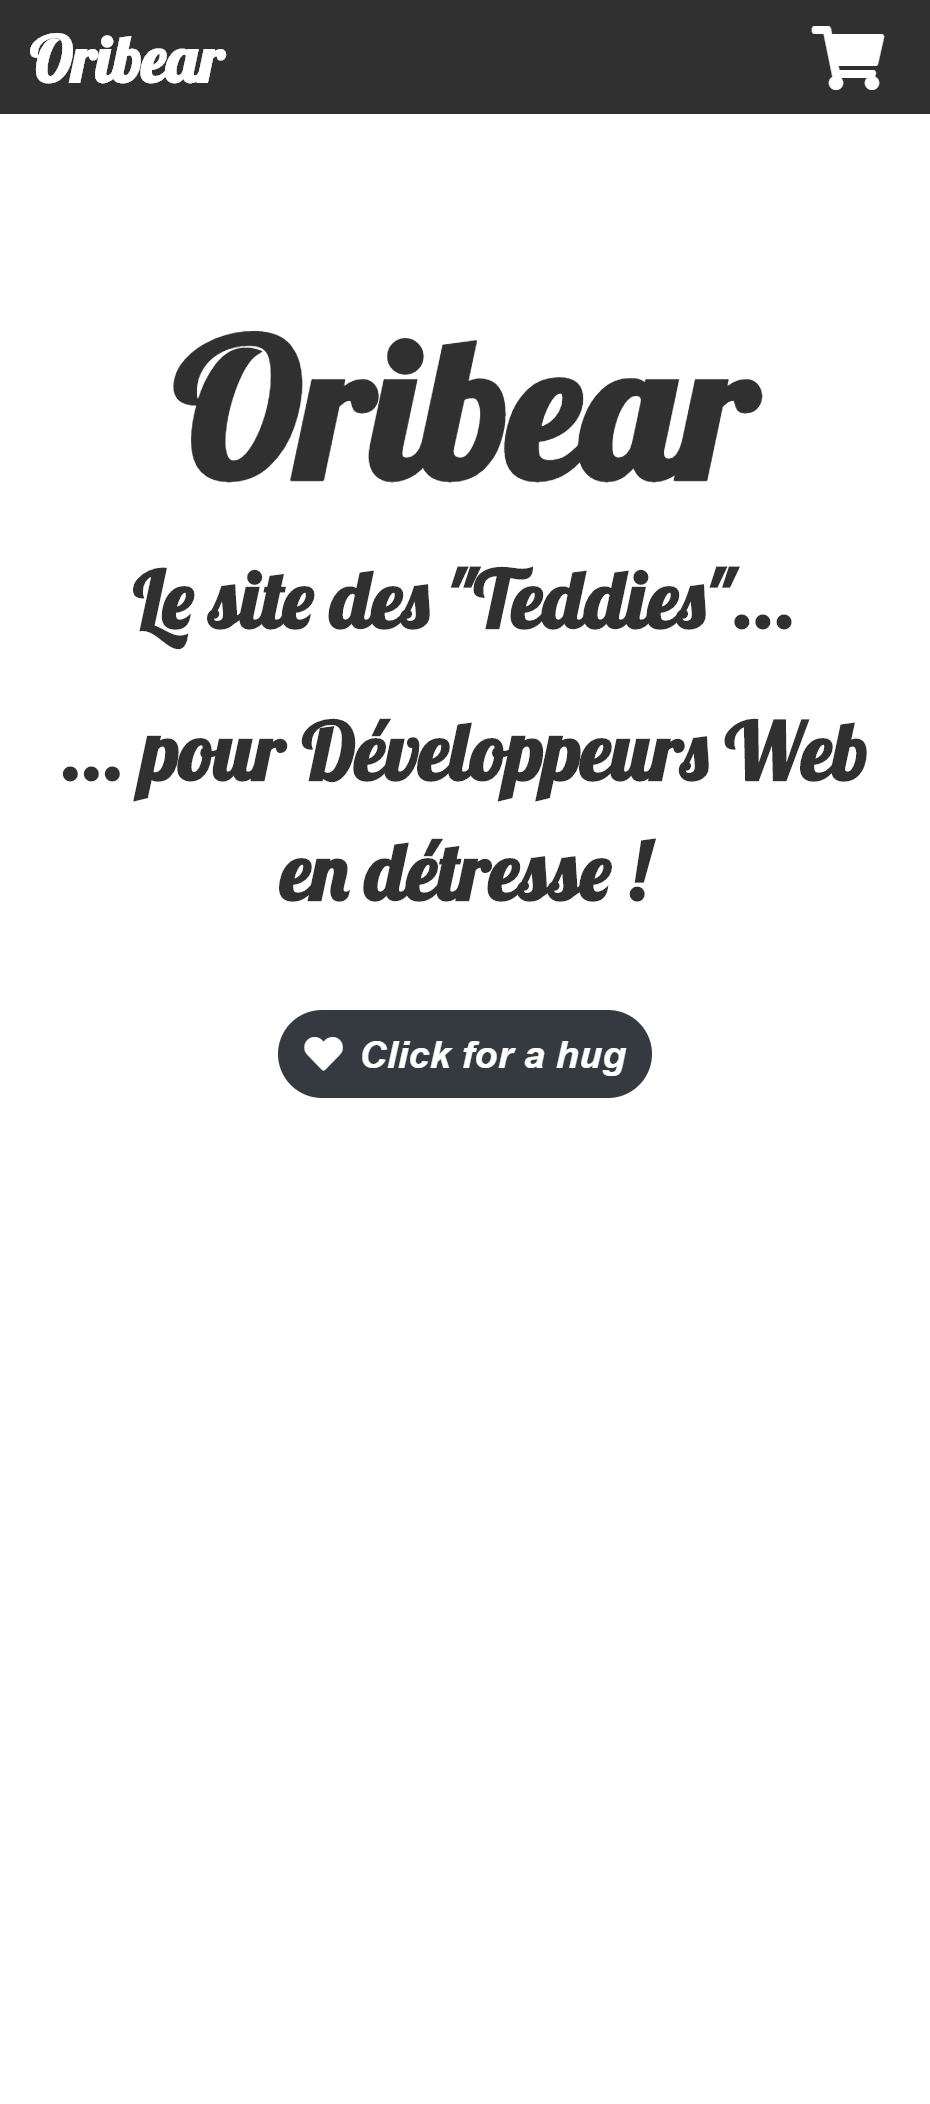 Oribear
Oribear
Le site des "Teddies"...
... pour Développeurs Web
en détresse !
Click for a hug